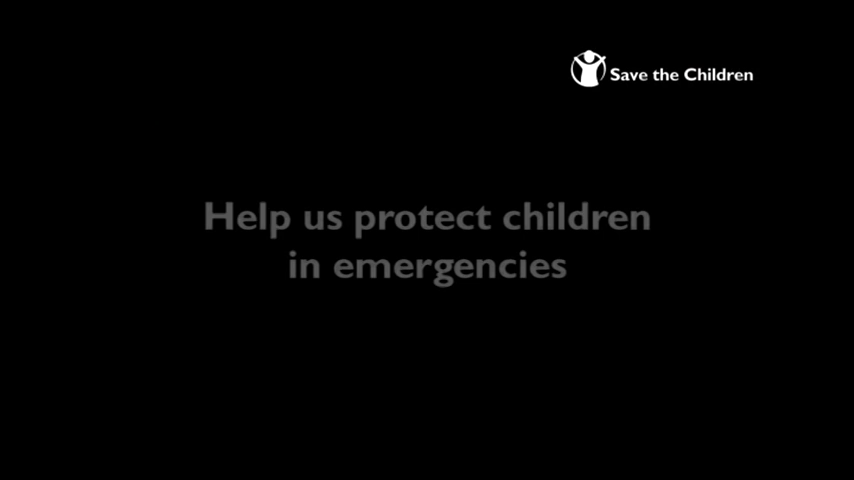 Save the Children
Help us protect children
in emergencies